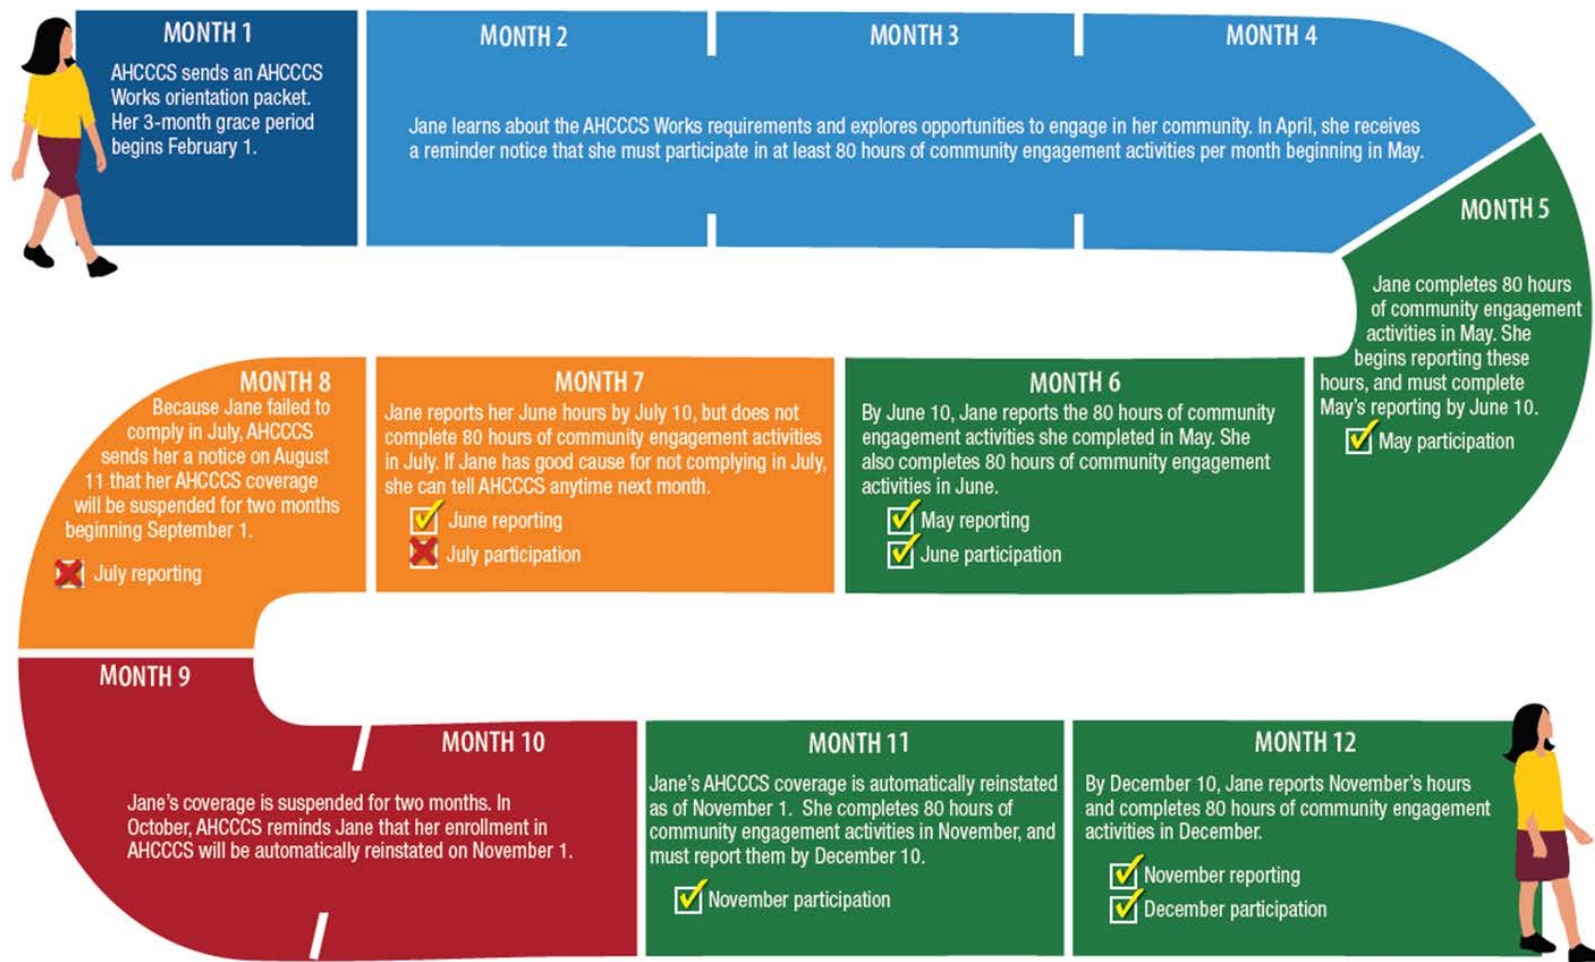 MONTH 1
AHCCCS sends an AHCCCS
Works orientation packet.
Her 3-month grace period
begins February 1.
MONTH 2
MONTH 3
MONTH 4
Jane learns about the AHCCCS Works requirements and explores opportunities to engage in her community. In April, she receives
a reminder notice that she must participate in at least 80 hours of community engagement activities per month beginning in May.
MONTH 5
Jane completes 80 hours
of community engagement
activities in May. She
begins reporting these
hours, and must complete
May's reporting by June 10.
May participation
MONTH 6
By June 10, Jane reports the 80 hours of community
engagement activities she completed in May. She
also completes 80 hours of community engagement
activities in June.
May reporting
June participation
MONTH 7
Jane reports her June hours by July 10, but does not
complete 80 hours of community engagement activities
in July. If Jane has good cause for not complying in July,
she can tell AHCCCS anytime next month.
June reporting
July participation
MONTH 8
Because Jane failed to
comply in July, AHCCCS
sends her a notice on August
11 that her AHCCCS coverage
will be suspended for two months
beginning September 1.
July reporting
MONTH 9
MONTH 10
Jane's coverage is suspended for two months. In
October, AHCCCS reminds Jane that her enrollment in
AHCCCS will be automatically reinstated on November 1.
MONTH 11
Jane's AHCCCS coverage is automatically reinstated
as of November 1. She completes 80 hours of
community engagement activities in November, and
must report them by December 10.
November participation
MONTH 12
By December 10, Jane reports November's hours
and completes 80 hours of community engagement
activities in December.
November reporting
December participation